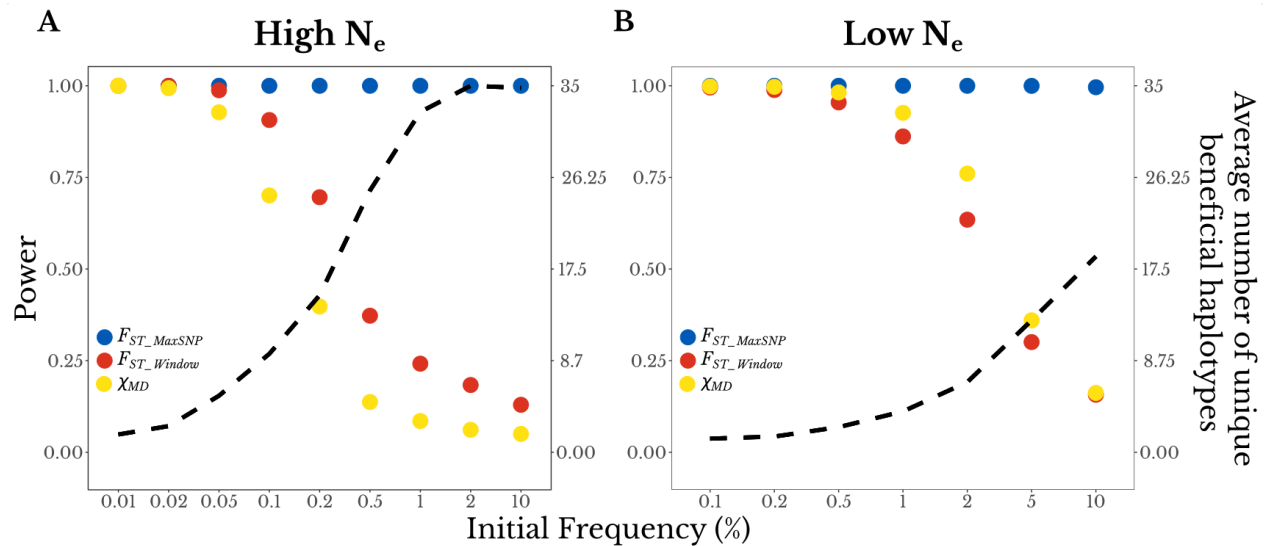 A
High Nₑ
B
Low Nₑ
Power
1.00
0.75
0.50
0.25
0.00
F_ST_MaxSNP
F_ST_Window
χ_MD
35
26.25
17.5
8.7
0.00
0.01 0.02 0.05 0.1 0.2 0.5 1 2 10
1.00
0.75
0.50
0.25
0.00
F_ST_MaxSNP
F_ST_Window
χ_MD
35
26.25
17.5
8.75
0.00
0.1 0.2 0.5 1 2 5 10
Initial Frequency (%)
Average number of unique
beneficial haplotypes